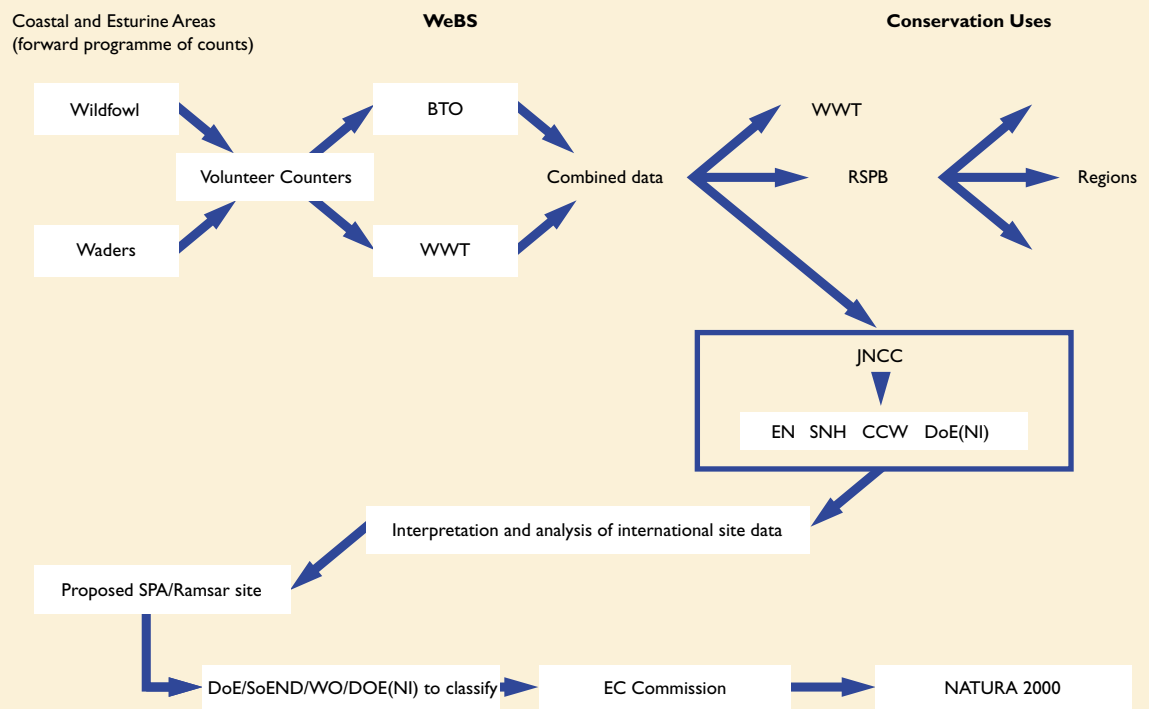 Coastal and Esturine Areas
(forward programme of counts)
WeBS
Conservation Uses
Wildfowl
BTO
WWT
Volunteer Counters
Combined data
RSPB
Regions
Waders
WWT
JNCC
EN SNH CCW DoE(NI)
Interpretation and analysis of international site data
Proposed SPA/Ramsar site
DoE/SoEND/WO/DOE(NI) to classify
EC Commission
NATURA 2000